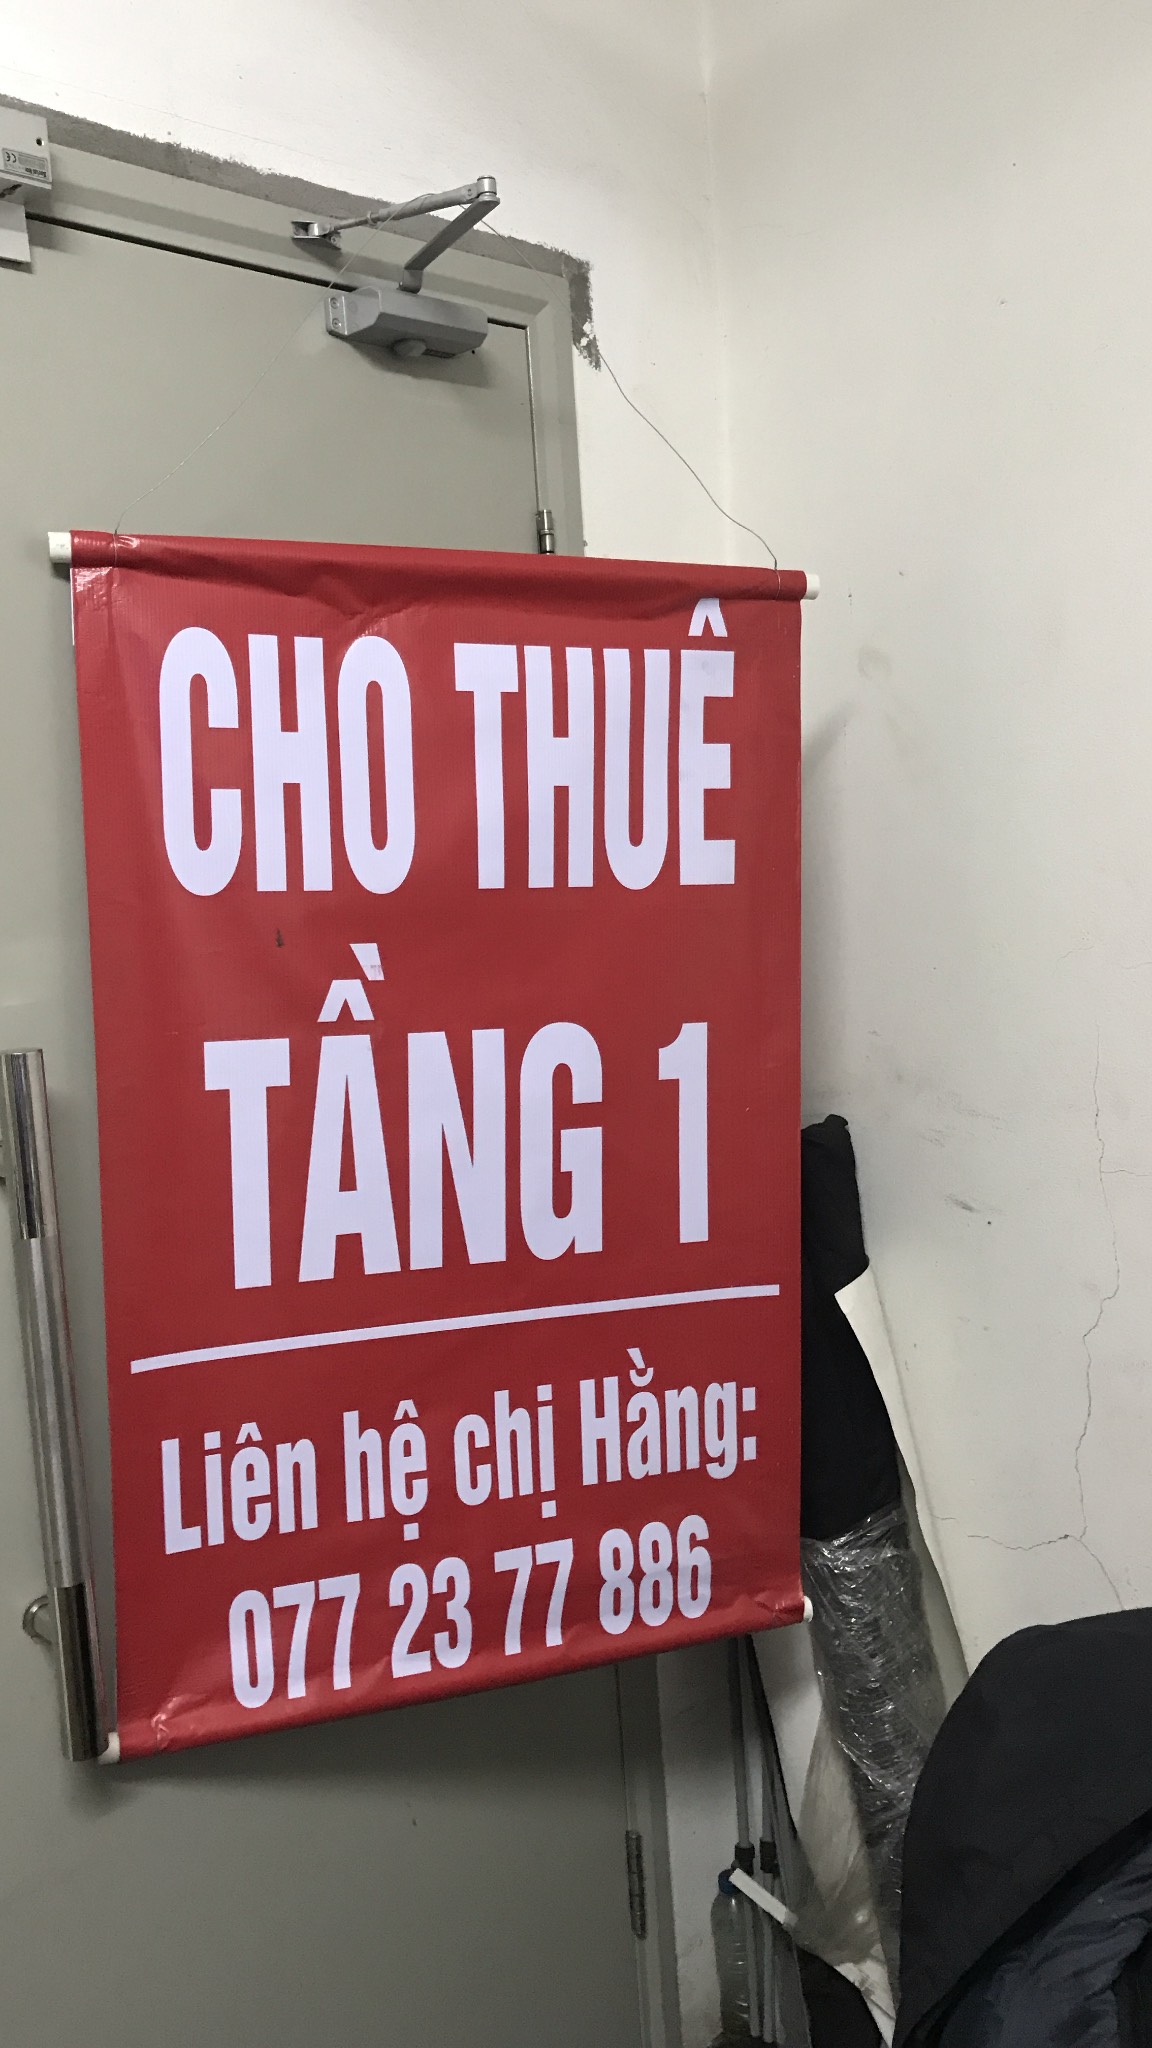 CHO THUÊ
TẦNG 1
Liên hệ chị Hằng:
077 23 77 886